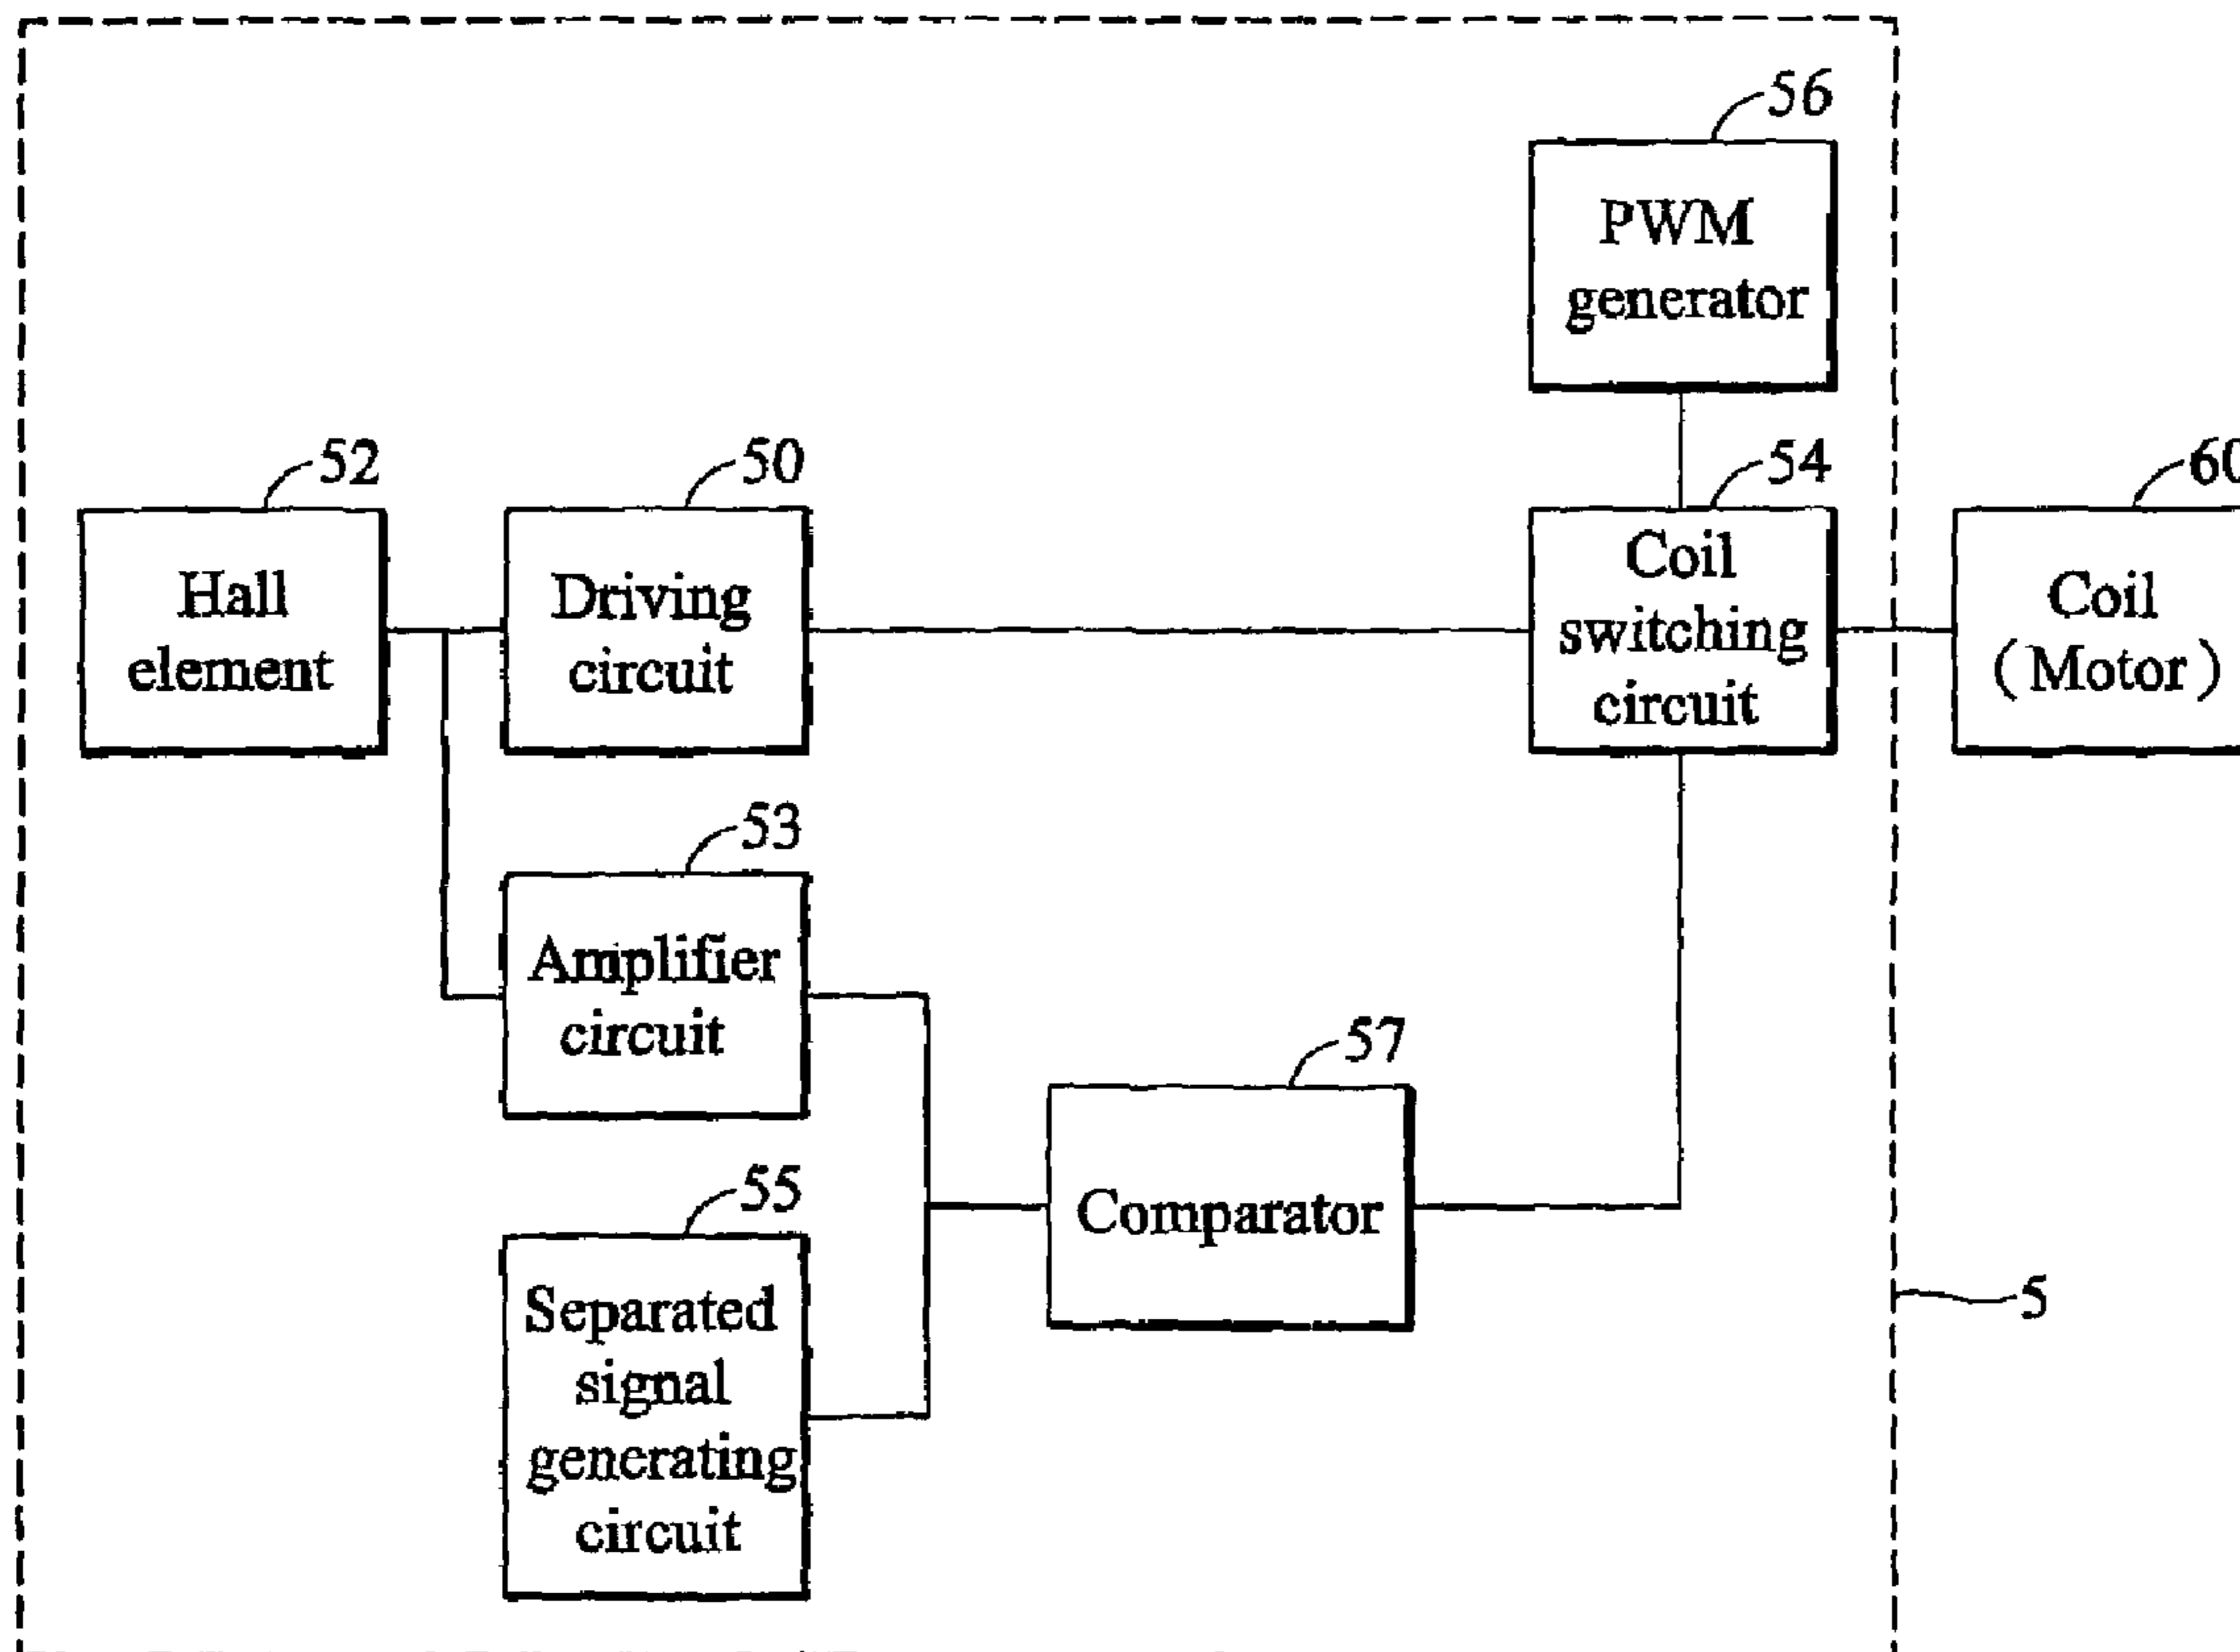 56
PWM
generator
52
50
54
60
Hall
element
Driving
circuit
Coil
switching
circuit
Coil
(Motor)
53
Amplifier
circuit
57
Comparator
55
Separated
signal
generating
circuit
5